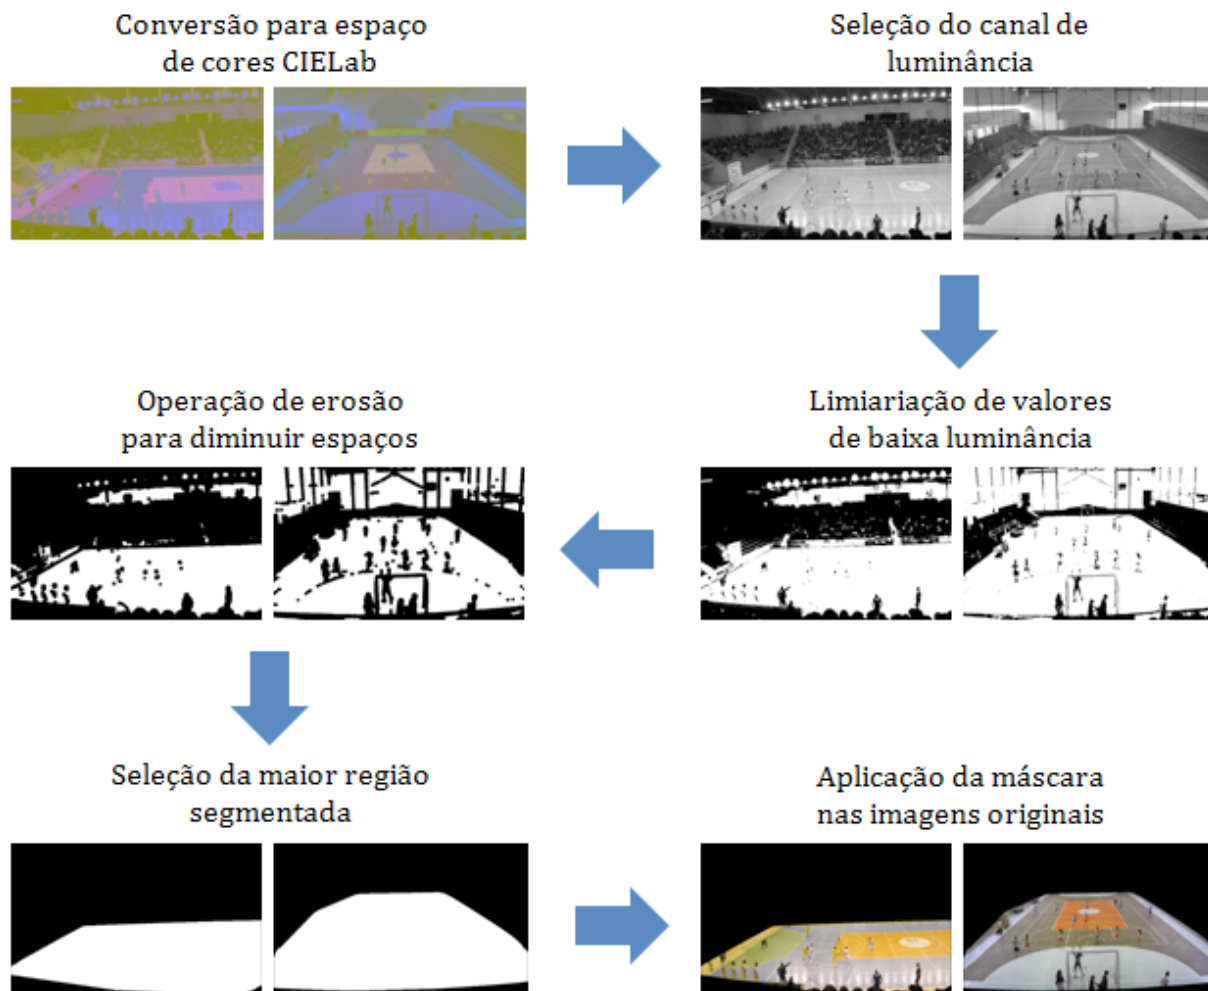 Conversão para espaço
de cores CIELab
Seleção do canal de
luminância
Limiariação de valores
de baixa luminância
Operação de erosão
para diminuir espaços
Seleção da maior região
segmentada
Aplicação da máscara
nas imagens originais